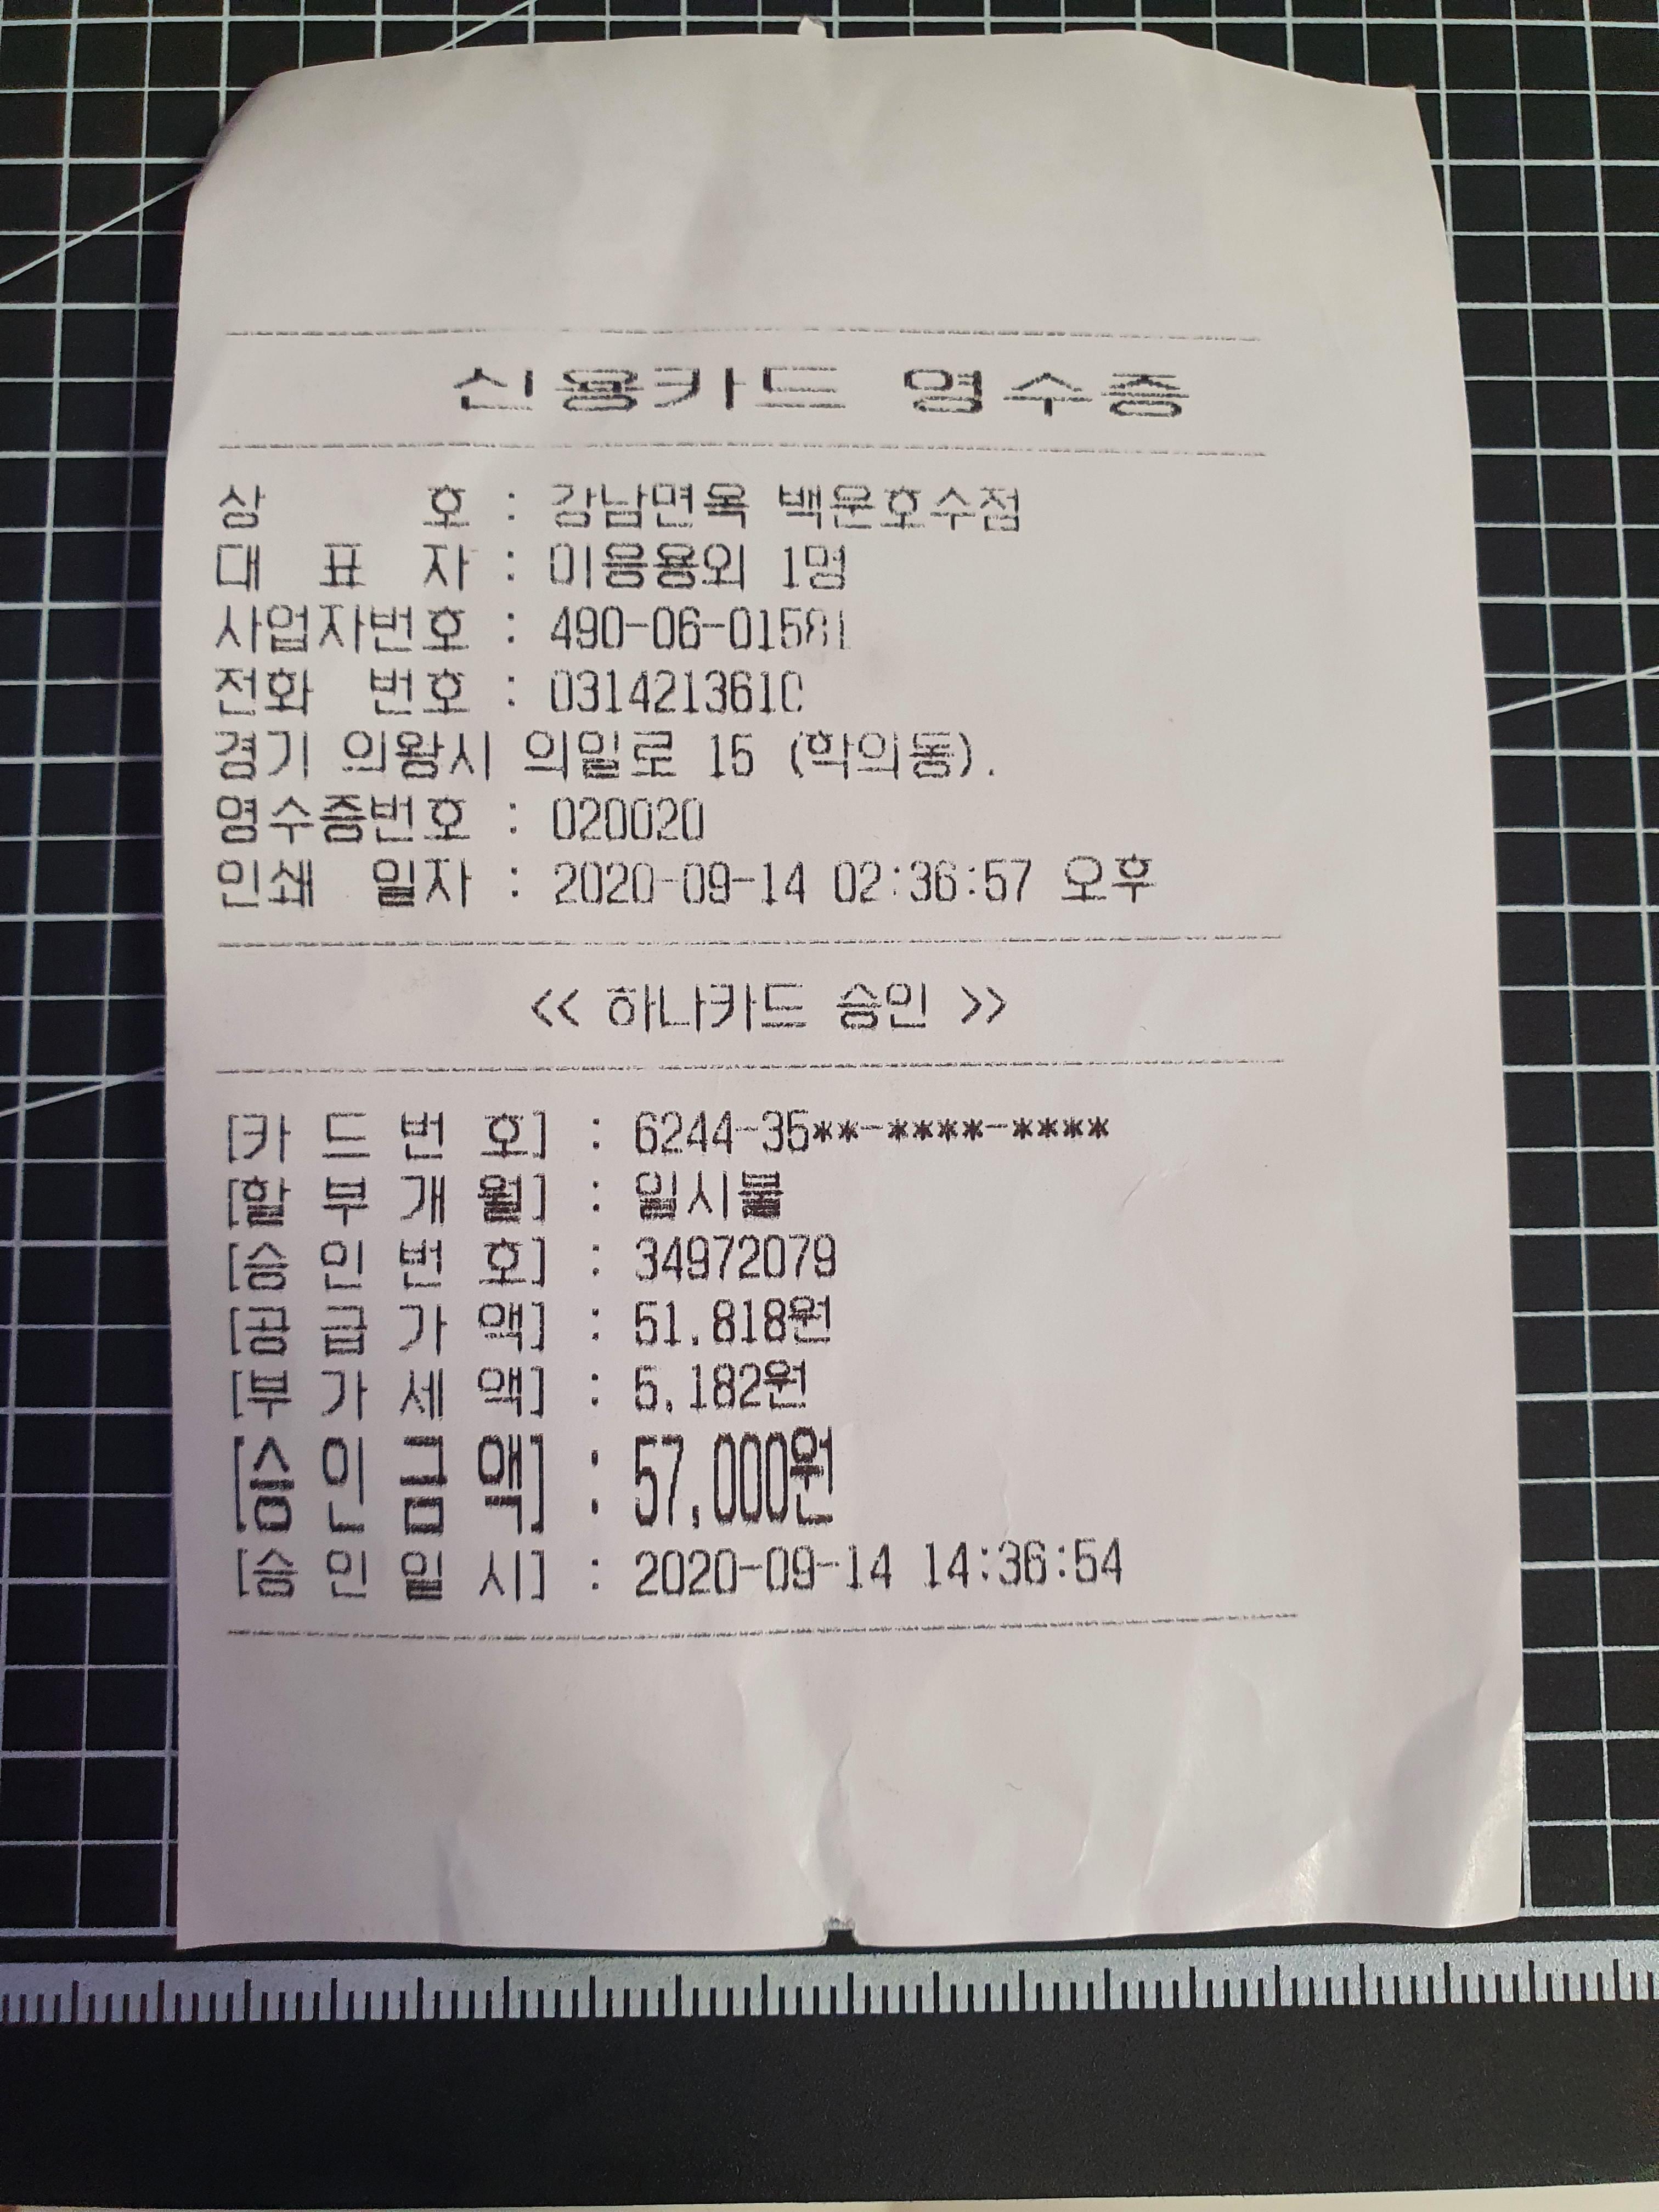 신용카드 영수증
상 호 : 강남면옥 백운호수점
대 표 자 : 이응용외 1명
사업자번호 : 490-06-01581
전화 번호 : 0314213610
경기 의왕시 의일로 15 (학의동).
영수증번호 : 020020
인쇄 일자 : 2020-09-14 02:36:57 오후
<< 하나카드 승인 >>
[카 드 번 호] : 6244-35**-****-****
[할 부 개 월] : 일시불
[승 인 번 호] : 34972079
[공 급 가 액] : 51,818원
[부 가 세 액] : 5,182원
[승 인 금 액] : 57,000원
[승 인 일 시] : 2020-09-14 14:36:54